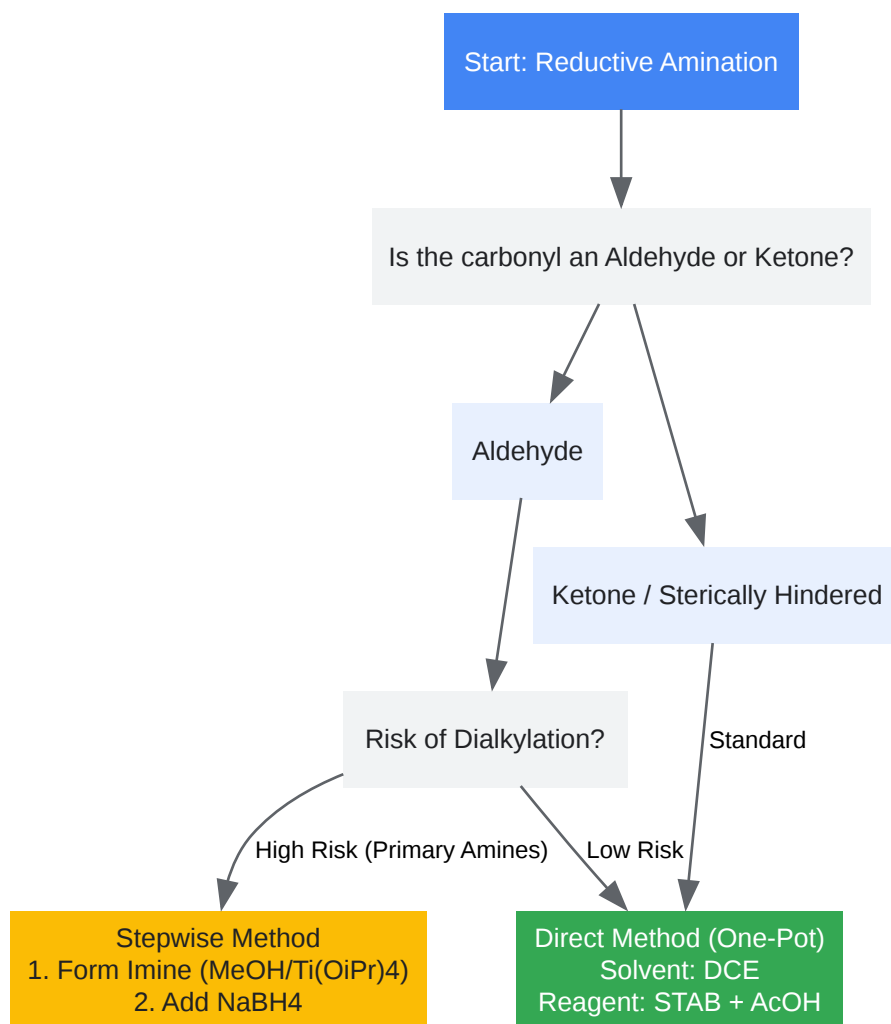 Start: Reductive Amination
Is the carbonyl an Aldehyde or Ketone?
Aldehyde
Ketone / Sterically Hindered
Risk of Dialkylation?
Standard
High Risk (Primary Amines)
Low Risk
Stepwise Method
1. Form Imine (MeOH/Ti(OiPr)4)
2. Add NaBH4
Direct Method (One-Pot)
Solvent: DCE
Reagent: STAB + AcOH